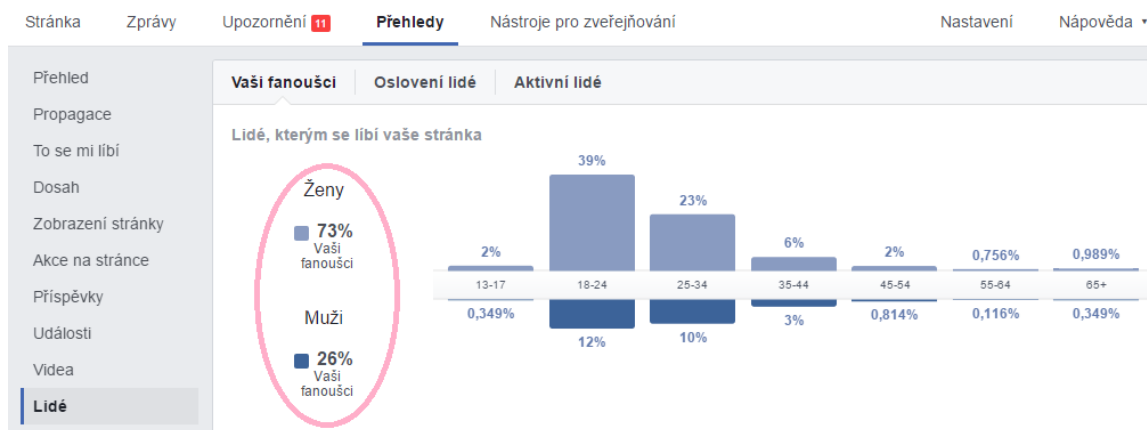 Stránka Zprávy Upozornění 11 Přehledy Nástroje pro zveřejňování Nastavení Nápověda
Přehled
Propagace
To se mi líbí
Dosah
Zobrazení stránky
Akce na stránce
Příspěvky
Události
Videa
Lidé
Vaši fanoušci Oslovení lidé Aktivní lidé
Lidé, kterým se líbí vaše stránka
Ženy
73%
Vaši
fanoušci
Muži
26%
Vaši
fanoušci
2% 39% 23% 6% 2% 0,756% 0,989%
13-17 18-24 25-34 35-44 45-54 55-64 65+
0,349% 12% 10% 3% 0,814% 0,116% 0,349%